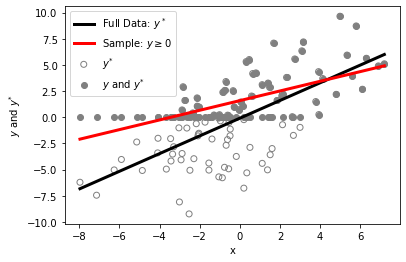 Full Data: y*
Sample: y ≥ 0
y*
y and y*
y and y*
10.0
7.5
5.0
2.5
0.0
−2.5
−5.0
−7.5
−10.0
−8 −6 −4 −2 0 2 4 6 8
x